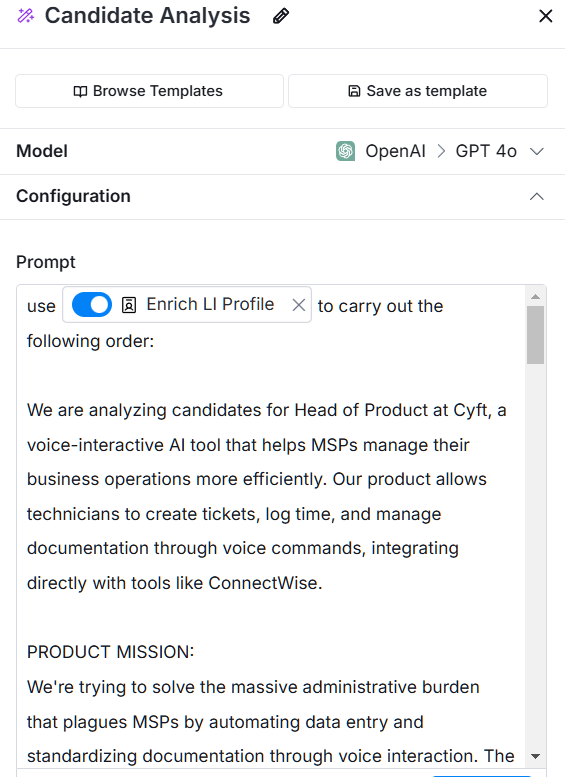 Candidate Analysis
Browse Templates
Save as template
Model
OpenAI > GPT 4o
Configuration
Prompt
use Enrich LI Profile to carry out the
following order:
We are analyzing candidates for Head of Product at Cyft, a
voice-interactive AI tool that helps MSPs manage their
business operations more efficiently. Our product allows
technicians to create tickets, log time, and manage
documentation through voice commands, integrating
directly with tools like ConnectWise.
PRODUCT MISSION:
We're trying to solve the massive administrative burden
that plagues MSPs by automating data entry and
standardizing documentation through voice interaction. The